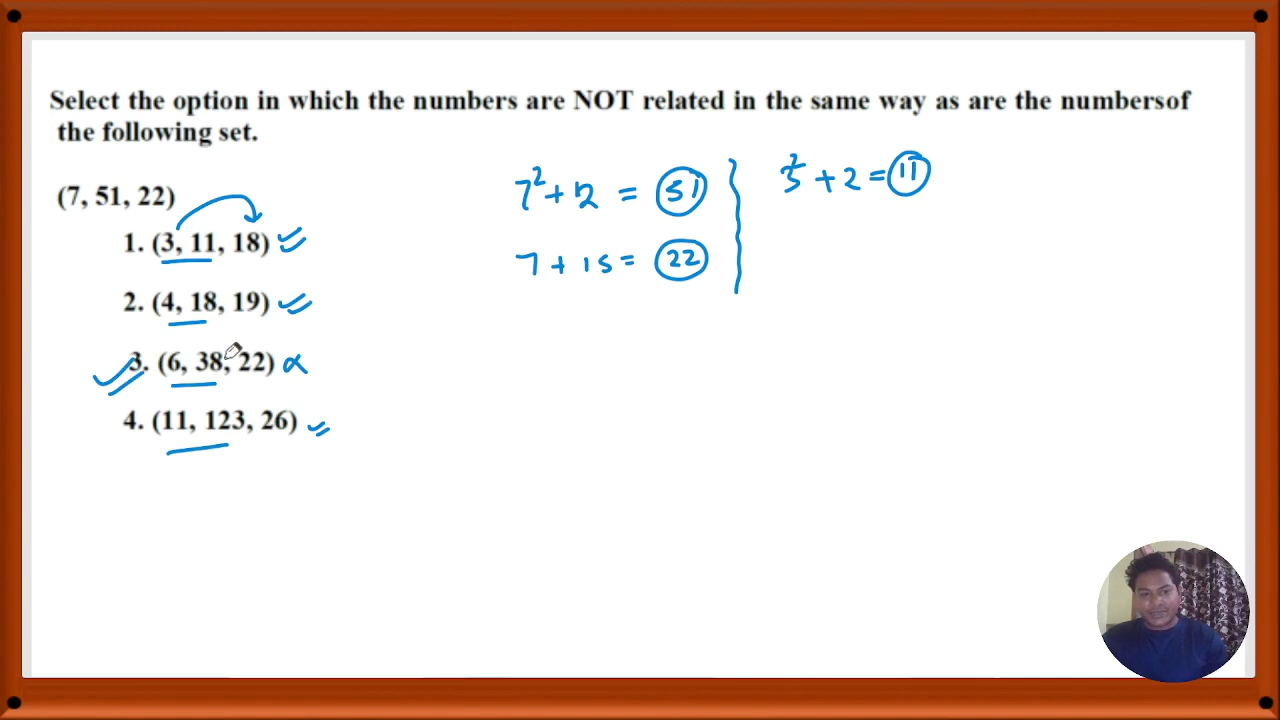 Select the option in which the numbers are NOT related in the same way as are the numbersof
the following set.
(7, 51, 22)
1. (3, 11, 18)
2. (4, 18, 19)
3. (6, 38, 22)
4. (11, 123, 26)
7² + 2 = 51
7 + 15 = 22
3² + 2 = 11